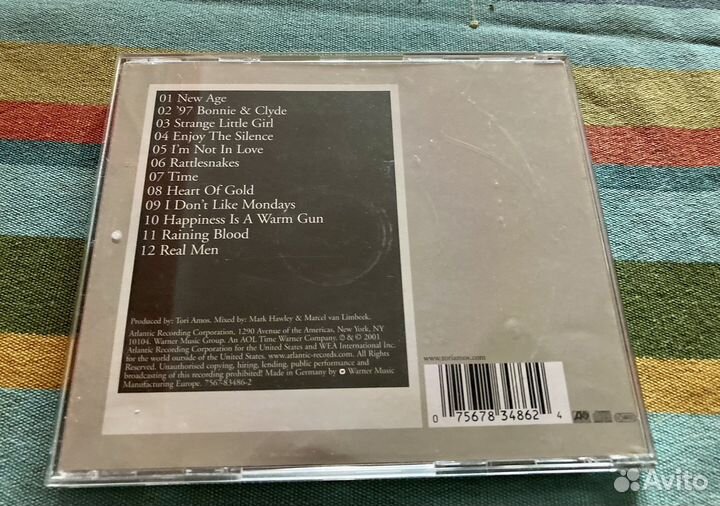 01 New Age
02 '97 Bonnie & Clyde
03 Strange Little Girl
04 Enjoy The Silence
05 I'm Not In Love
06 Rattlesnakes
07 Time
08 Heart Of Gold
09 I Don't Like Mondays
10 Happiness Is A Warm Gun
11 Raining Blood
12 Real Men
Produced by: Tori Amos. Mixed by: Mark Hawley & Marcel van Limbeek.
Atlantic Recording Corporation, 1290 Avenue of the Americas, New York, NY
10104. Warner Music Group. An AOL Time Warner Company. ℗ & © 2001
Atlantic Recording Corporation for the United States and WEA International Inc.
for the world outside of the United States. www.atlantic-records.com. All Rights
Reserved. Unauthorised copying, hiring, lending, public performance and
broadcasting of this recording prohibited! Made in Germany by Warner Music
Manufacturing Europe. 7567-83486-2
www.toriamos.com
0 75678 34862 4
Avito